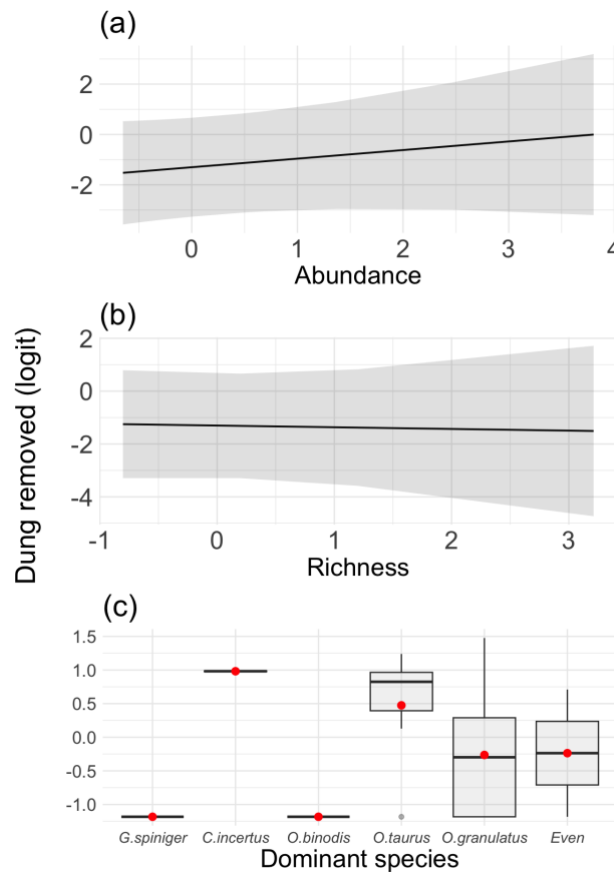 (a)
2
0
-2
0 1 2 3 4
Abundance
(b)
Dung removed (logit)
2
0
-2
-4
-1 0 1 2 3
Richness
(c)
1.5
1.0
0.5
0.0
-0.5
-1.0
G.spiniger C.incertus O.binodis O.taurus O.granulatus Even
Dominant species